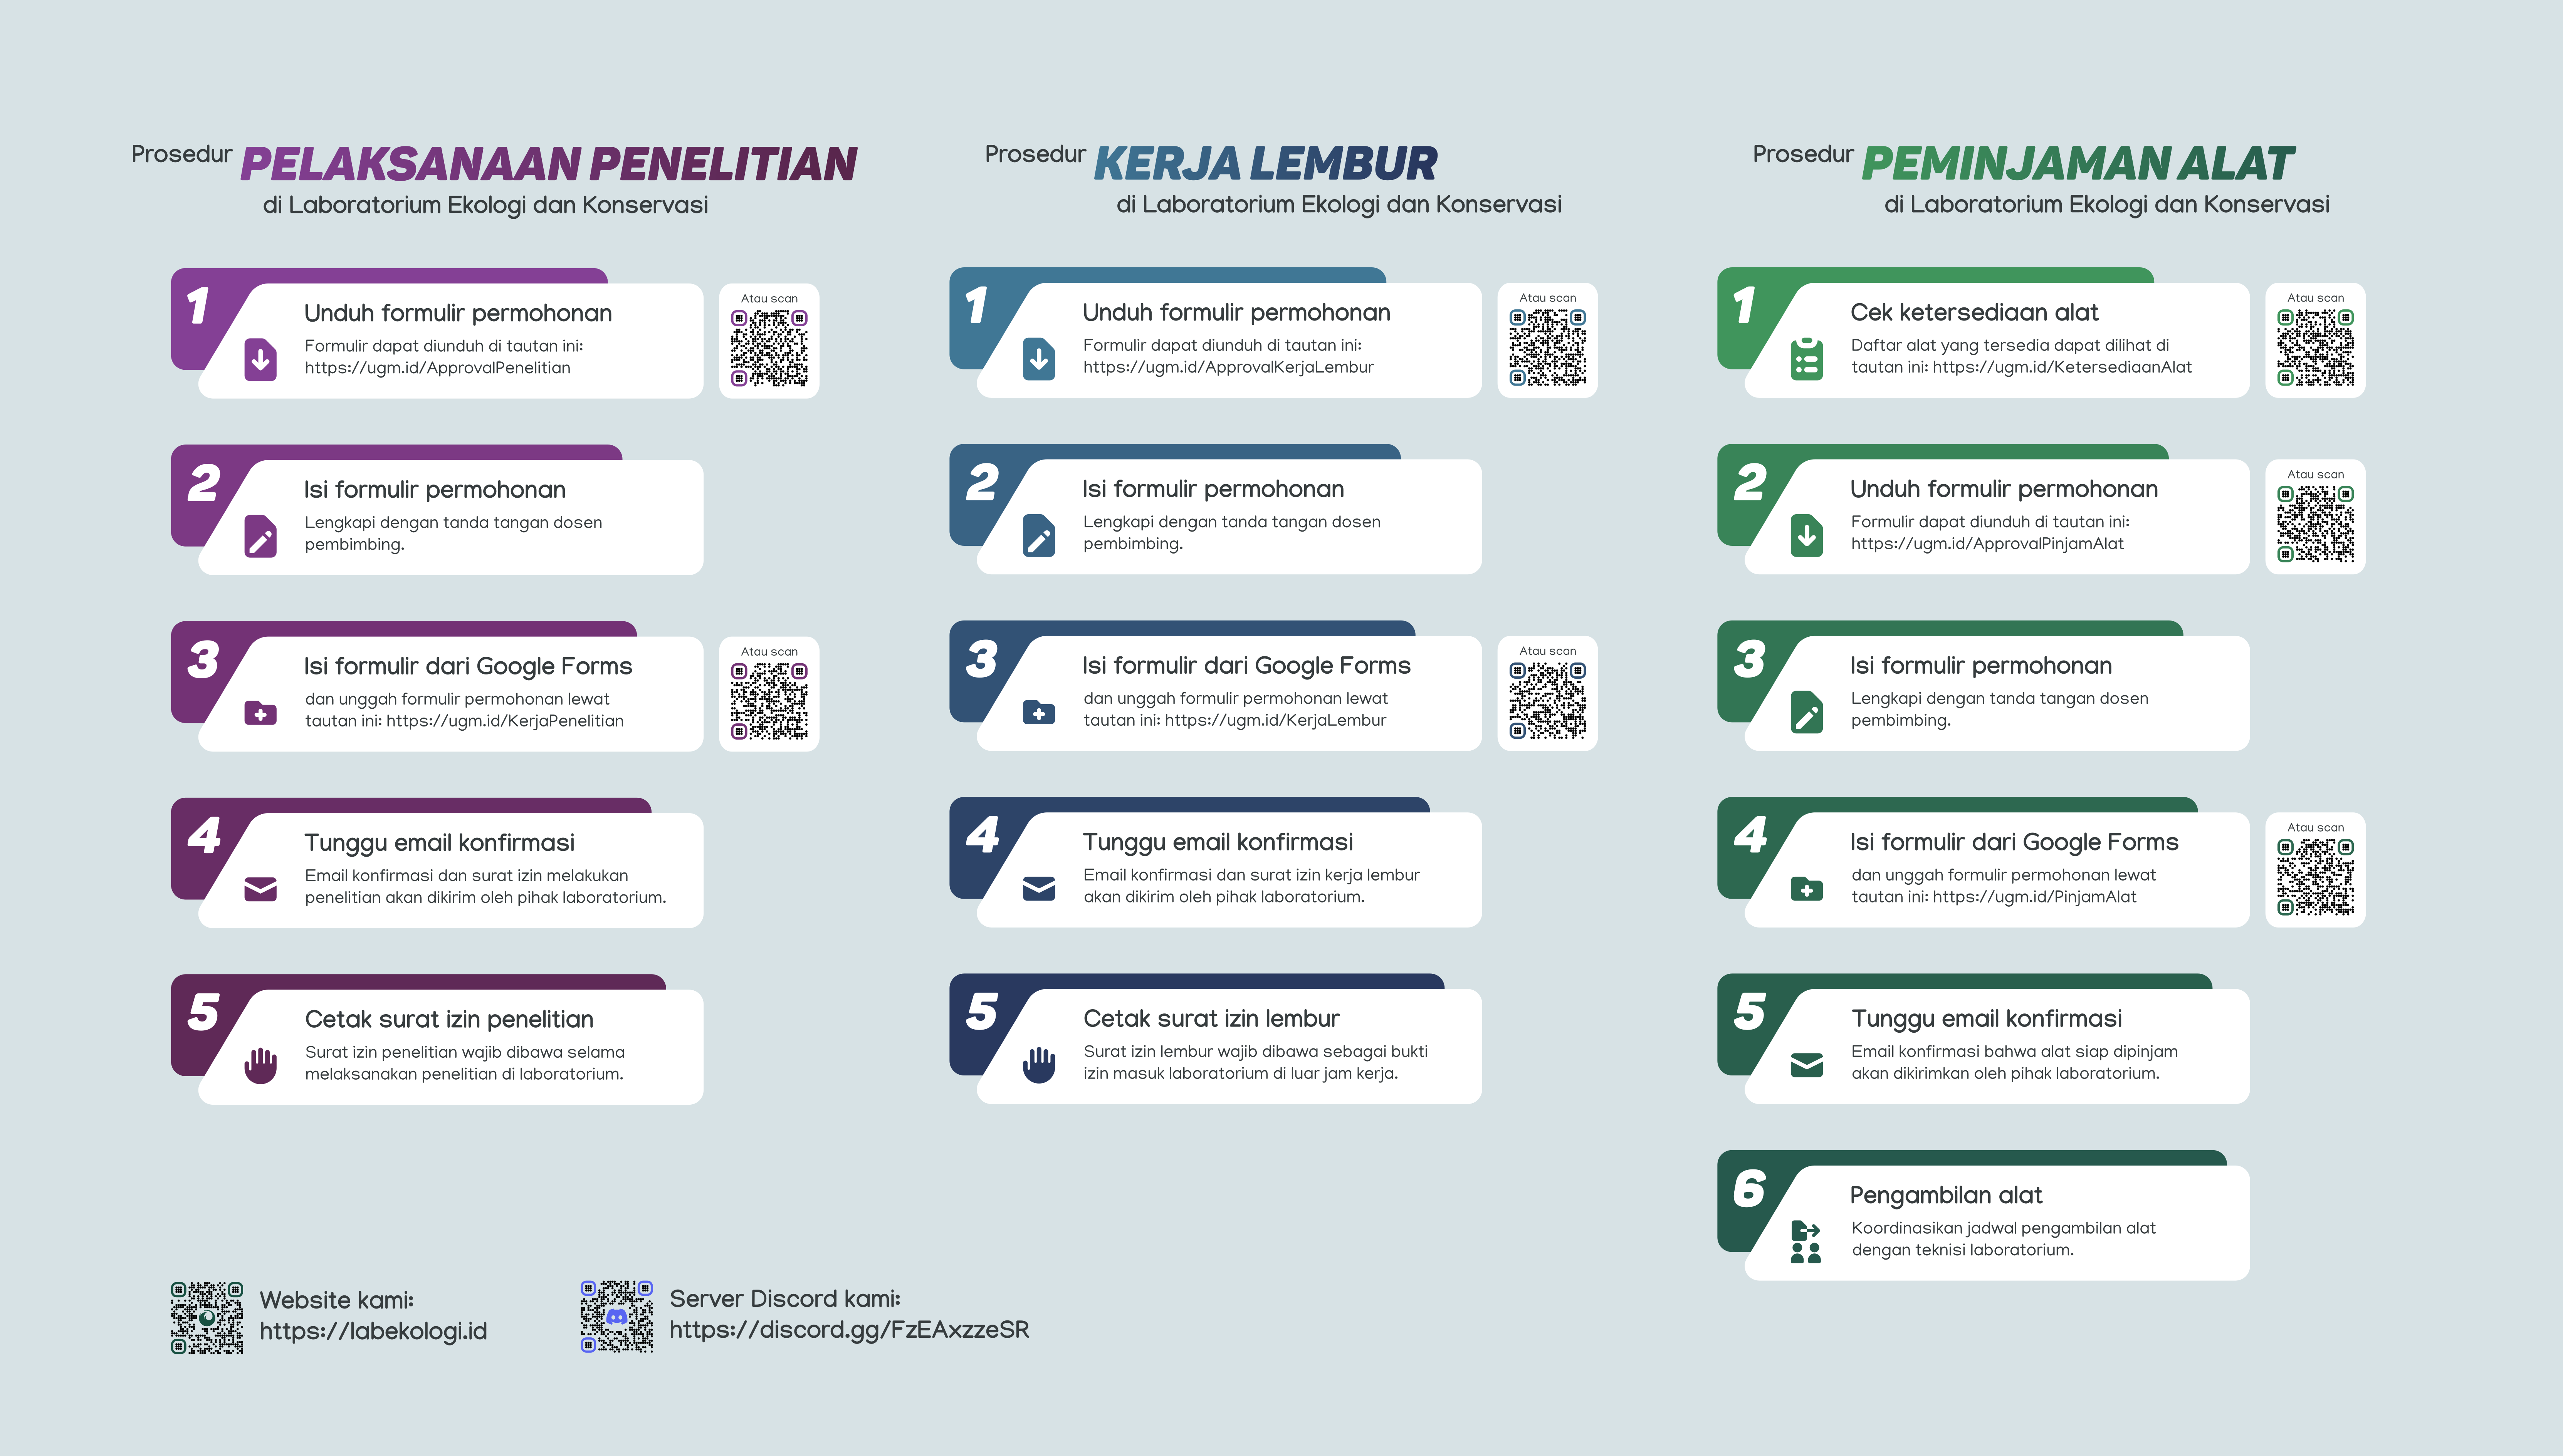 Prosedur PELAKSANAAN PENELITIAN
di Laboratorium Ekologi dan Konservasi
1
Unduh formulir permohonan
Formulir dapat diunduh di tautan ini:
https://ugm.id/ApprovalPenelitian
Atau scan
2
Isi formulir permohonan
Lengkapi dengan tanda tangan dosen
pembimbing.
3
Isi formulir dari Google Forms
dan unggah formulir permohonan lewat
tautan ini: https://ugm.id/KerjaPenelitian
Atau scan
4
Tunggu email konfirmasi
Email konfirmasi dan surat izin melakukan
penelitian akan dikirim oleh pihak laboratorium.
5
Cetak surat izin penelitian
Surat izin penelitian wajib dibawa selama
melaksanakan penelitian di laboratorium.
Prosedur KERJA LEMBUR
di Laboratorium Ekologi dan Konservasi
1
Unduh formulir permohonan
Formulir dapat diunduh di tautan ini:
https://ugm.id/ApprovalKerjaLembur
Atau scan
2
Isi formulir permohonan
Lengkapi dengan tanda tangan dosen
pembimbing.
3
Isi formulir dari Google Forms
dan unggah formulir permohonan lewat
tautan ini: https://ugm.id/KerjaLembur
Atau scan
4
Tunggu email konfirmasi
Email konfirmasi dan surat izin kerja lembur
akan dikirim oleh pihak laboratorium.
5
Cetak surat izin lembur
Surat izin lembur wajib dibawa sebagai bukti
izin masuk laboratorium di luar jam kerja.
Prosedur PEMINJAMAN ALAT
di Laboratorium Ekologi dan Konservasi
1
Cek ketersediaan alat
Daftar alat yang tersedia dapat dilihat di
tautan ini: https://ugm.id/KetersediaanAlat
Atau scan
2
Unduh formulir permohonan
Formulir dapat diunduh di tautan ini:
https://ugm.id/ApprovalPinjamAlat
Atau scan
3
Isi formulir permohonan
Lengkapi dengan tanda tangan dosen
pembimbing.
4
Isi formulir dari Google Forms
dan unggah formulir permohonan lewat
tautan ini: https://ugm.id/PinjamAlat
Atau scan
5
Tunggu email konfirmasi
Email konfirmasi bahwa alat siap dipinjam
akan dikirimkan oleh pihak laboratorium.
6
Pengambilan alat
Koordinasikan jadwal pengambilan alat
dengan teknisi laboratorium.
Website kami:
https://labekologi.id
Server Discord kami:
https://discord.gg/FzEAxzzeSR